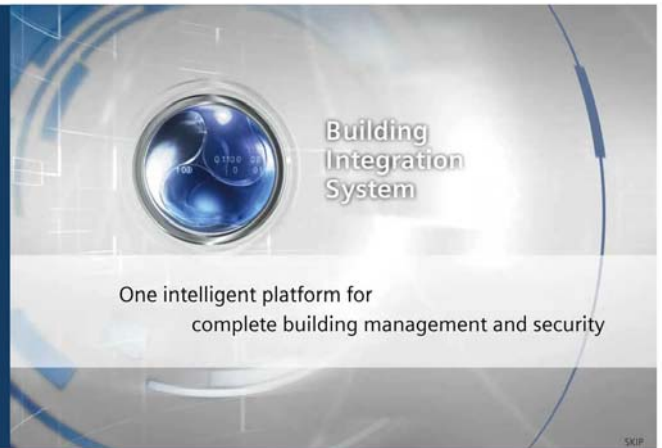 Building
Integration
System
One intelligent platform for
complete building management and security
SKIP